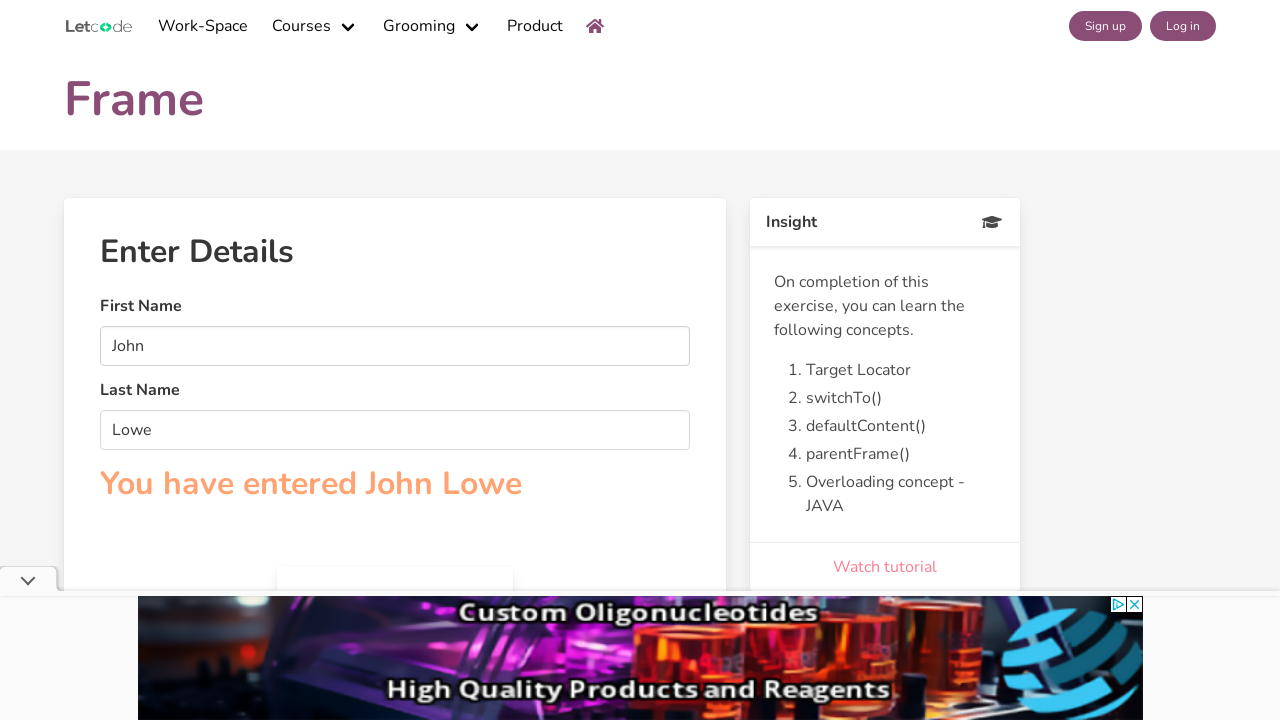 Letcode
Work-Space
Courses
Grooming
Product
Sign up
Log in
Frame
Enter Details
First Name
John
Last Name
Lowe
You have entered John Lowe
Insight
On completion of this
exercise, you can learn the
following concepts.
1. Target Locator
2. switchTo()
3. defaultContent()
4. parentFrame()
5. Overloading concept -
JAVA
Watch tutorial
Custom Oligonucleotides
High Quality Products and Reagents